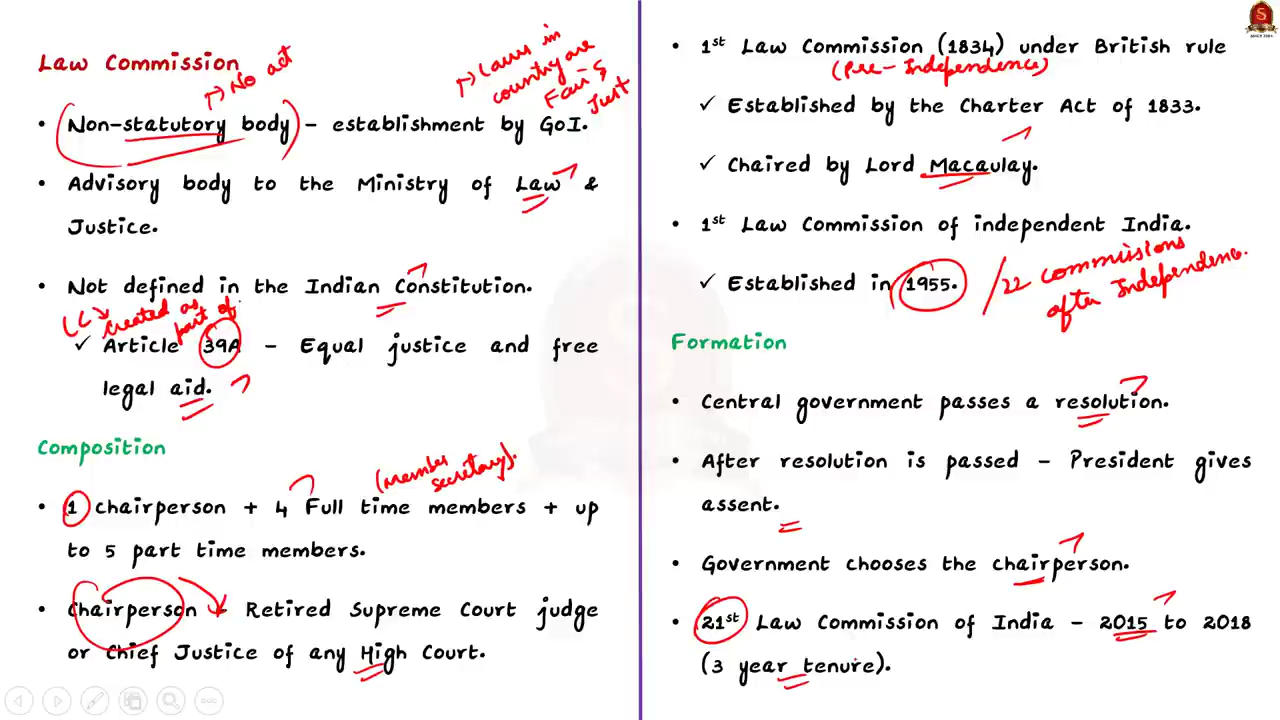 Law Commission
↱ No act
↱ Laws in
country are
Fair &
Just
• Non-statutory body - establishment by GoI.
• Advisory body to the Ministry of Law &
Justice.
• Not defined in the Indian Constitution.
(↳ created as
part of
✓ Article 39A - Equal justice and free
legal aid.
Composition
(member
secretary).
• 1 chairperson + 4 Full time members + up
to 5 part time members.
• Chairperson - Retired Supreme Court judge
or Chief Justice of any High Court.
• 1st Law Commission (1834) under British rule
(Pre-Independence)
✓ Established by the Charter Act of 1833.
✓ Chaired by Lord Macaulay.
• 1st Law Commission of independent India.
✓ Established in 1955.
/22 commissions
after Independence.
Formation
• Central government passes a resolution.
• After resolution is passed - President gives
assent.
• Government chooses the chairperson.
• 21st Law Commission of India - 2015 to 2018
(3 year tenure).
S